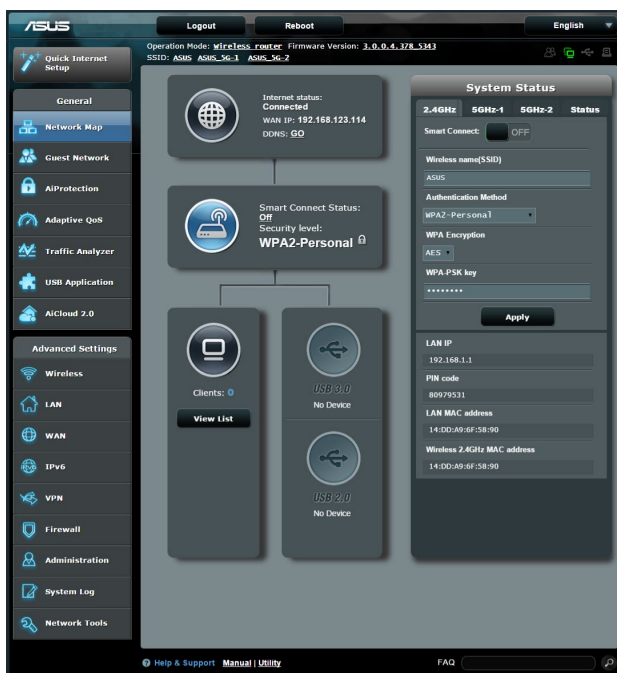 ASUS
Logout
Reboot
English
Quick Internet
Setup
Operation Mode: Wireless router Firmware Version: 3.0.0.4.378_5343
SSID: ASUS ASUS_5G-1 ASUS_5G-2
General
Network Map
Guest Network
AiProtection
Adaptive QoS
Traffic Analyzer
USB Application
AiCloud 2.0
Advanced Settings
Wireless
LAN
WAN
IPv6
VPN
Firewall
Administration
System Log
Network Tools
Internet status:
Connected
WAN IP: 192.168.123.114
DDNS: GO
Smart Connect Status:
Off
Security level:
WPA2-Personal
Clients: 0
View List
USB 3.0
No Device
USB 2.0
No Device
System Status
2.4GHz 5GHz-1 5GHz-2 Status
Smart Connect: OFF
Wireless name(SSID)
ASUS
Authentication Method
WPA2-Personal
WPA Encryption
AES
WPA-PSK key
••••••••
Apply
LAN IP
192.168.1.1
PIN code
80979531
LAN MAC address
14:DD:A9:6F:58:90
Wireless 2.4GHz MAC address
14:DD:A9:6F:58:90
Help & Support Manual | Utility
FAQ